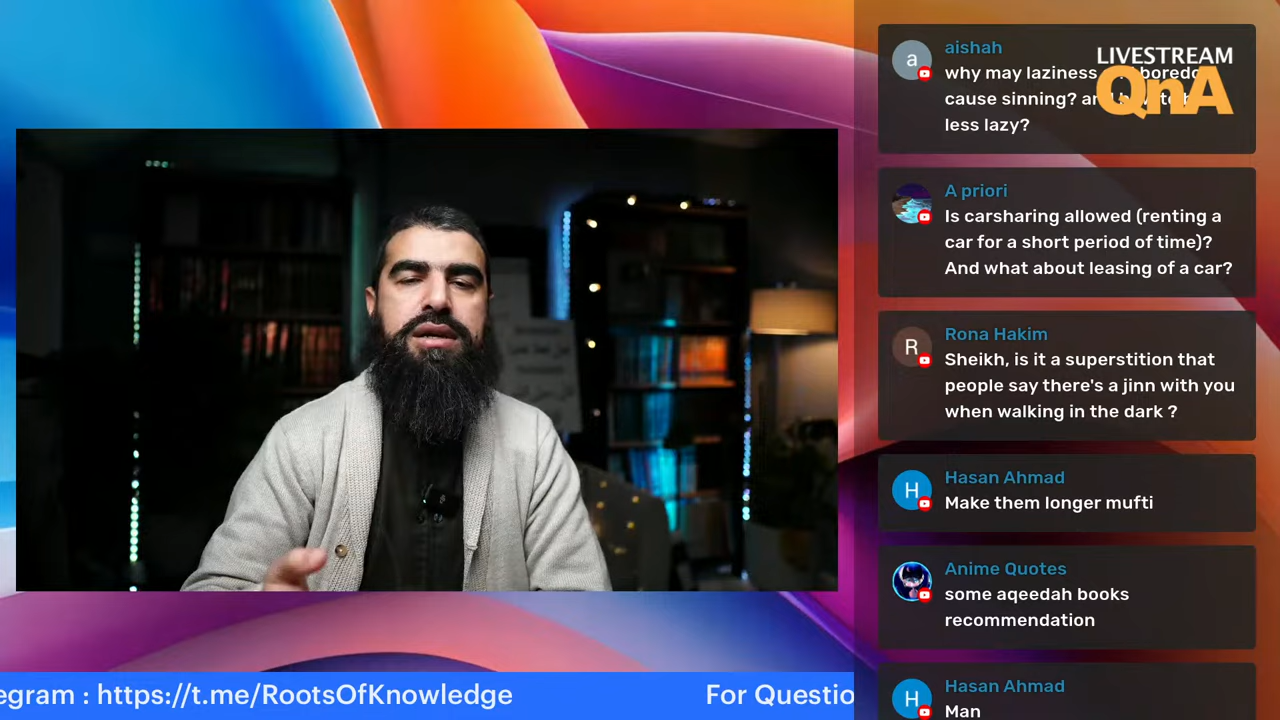 LIVESTREAM
QnA
aishah
why may laziness
cause sinning?
less lazy?
A priori
Is carsharing allowed (renting a
car for a short period of time)?
And what about leasing of a car?
R
Rona Hakim
Sheikh, is it a superstition that
people say there's a jinn with you
when walking in the dark ?
H
Hasan Ahmad
Make them longer mufti
Anime Quotes
some aqeedah books
recommendation
H
Hasan Ahmad
Man
egram : https://t.me/RootsOfKnowledge
For Questio